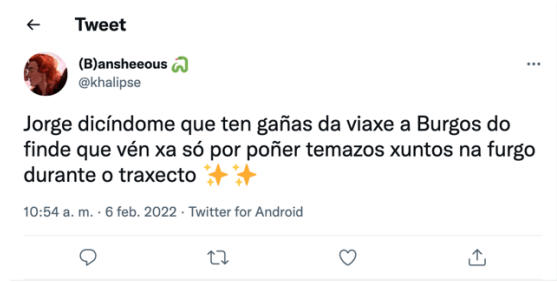 ← Tweet
(B)ansheeous 🐍
@khalipse
Jorge dicíndome que ten gañas da viaxe a Burgos do
finde que vén xa só por poñer temazos xuntos na furgo
durante o traxecto ✨✨
10:54 a. m. · 6 feb. 2022 · Twitter for Android